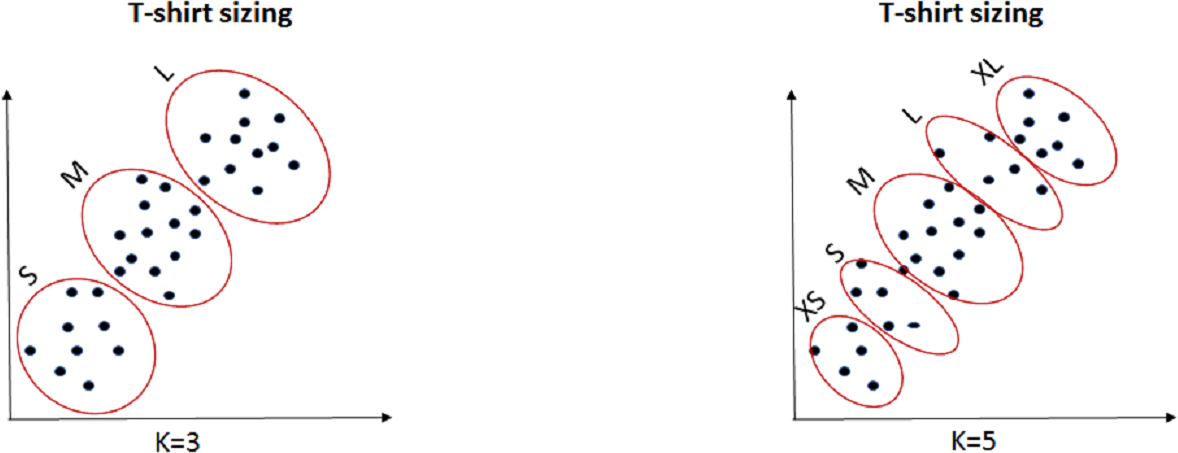 T-shirt sizing
L
M
S
K=3
T-shirt sizing
XL
L
M
S
XS
K=5